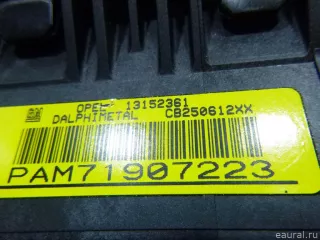 OPEL 13152361
DALPHIMETAL CB250612XX
PAM71907223
© eaural.ru